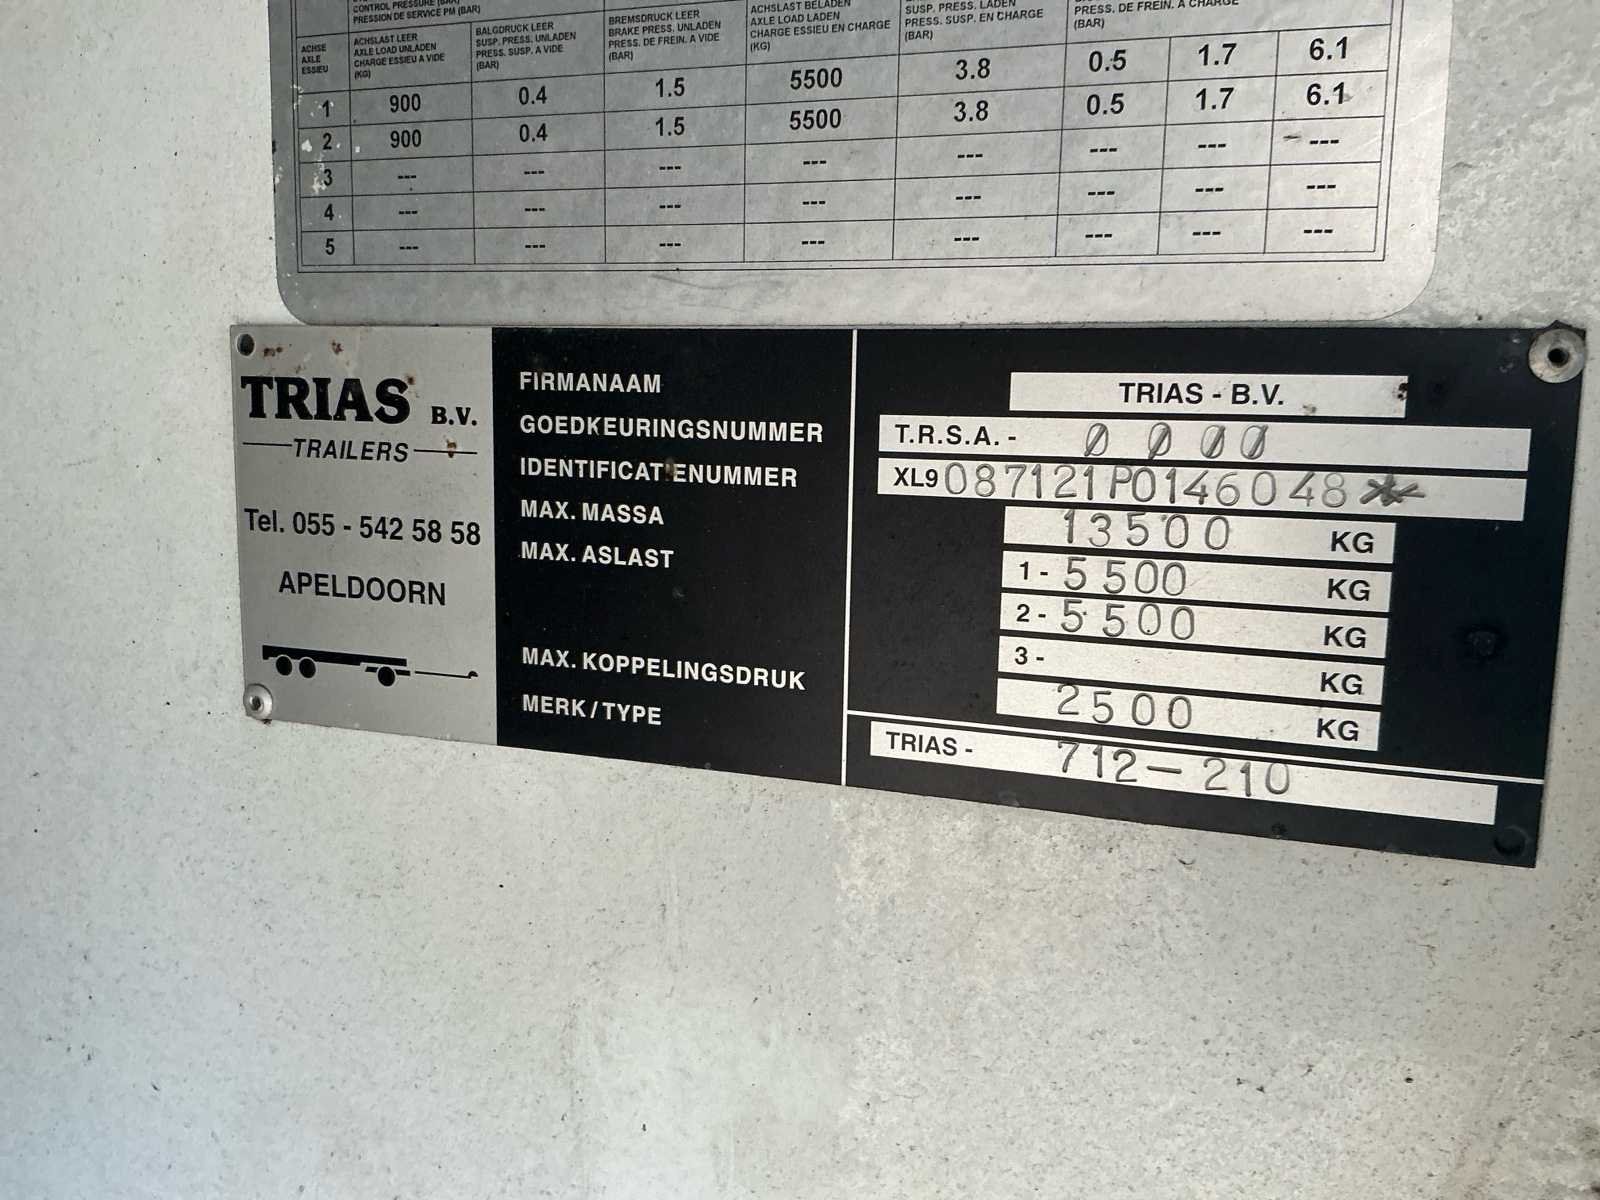 CONTROL PRESSURE (BAR)
PRESSION DE SERVICE PM (BAR)
ACHSE
AXLE
ESSIEU
ACHSLAST LEER
AXLE LOAD UNLADEN
CHARGE ESSIEU A VIDE
(KG)
BALGDRUCK LEER
SUSP. PRESS. UNLADEN
PRESS. SUSP. A VIDE
(BAR)
BREMSDRUCK LEER
BRAKE PRESS. UNLADEN
PRESS. DE FREIN. A VIDE
(BAR)
ACHSLAST BELADEN
AXLE LOAD LADEN
CHARGE ESSIEU EN CHARGE
(KG)
SUSP. PRESS. LADEN
PRESS. SUSP. EN CHARGE
(BAR)
PRESS. DE FREIN. A CHARGE
(BAR)
1 900 0.4 1.5 5500 3.8 0.5 1.7 6.1
2 900 0.4 1.5 5500 3.8 0.5 1.7 6.1
3 --- --- --- --- --- --- --- ---
4 --- --- --- --- --- --- --- ---
5 --- --- --- --- --- --- --- ---
TRIAS B.V.
TRAILERS
Tel. 055 - 542 58 58
APELDOORN
FIRMANAAM TRIAS - B.V.
GOEDKEURINGSNUMMER T.R.S.A. - 0 0 0 0
IDENTIFICATIENUMMER XL9087121P0146048*
MAX. MASSA 13500 KG
MAX. ASLAST 1 - 5500 KG
2 - 5500 KG
3 - KG
MAX. KOPPELINGSDRUK 2500 KG
MERK / TYPE TRIAS - 712-210